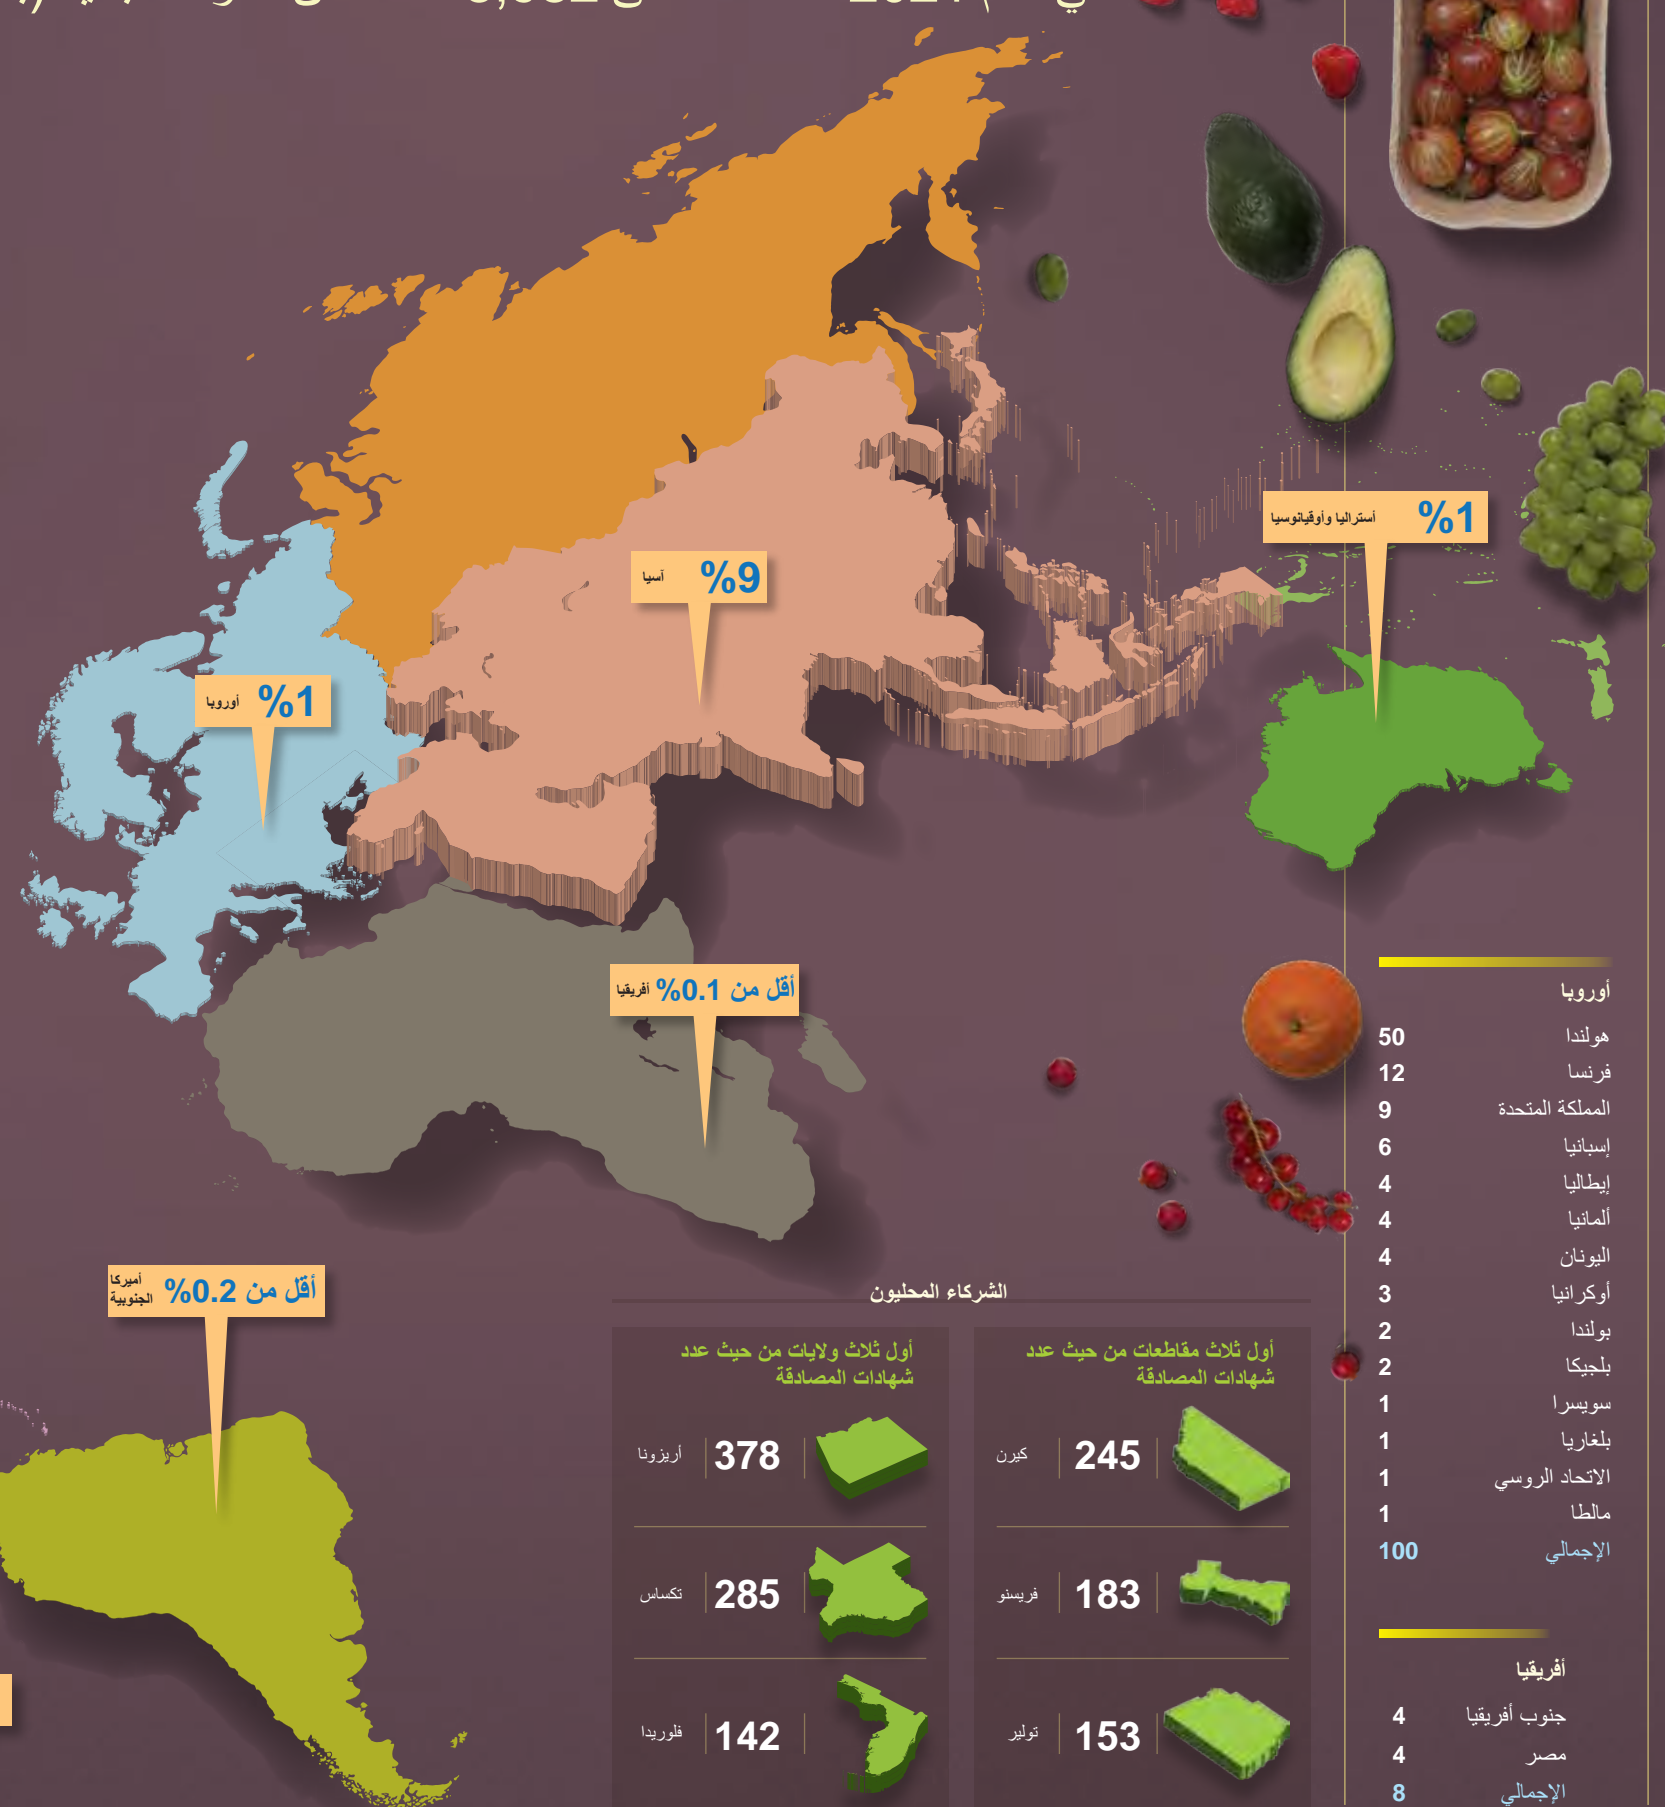 %1 أستراليا وأوقيانوسيا
%9 آسيا
%1 أوروبا
أقل من 0.1% أفريقيا
أقل من 0.2% أميركا الجنوبية
أوروبا
هولندا 50
فرنسا 12
المملكة المتحدة 9
إسبانيا 6
إيطاليا 4
ألمانيا 4
اليونان 4
أوكرانيا 3
بولندا 2
بلجيكا 2
سويسرا 1
بلغاريا 1
الاتحاد الروسي 1
مالطا 1
الإجمالي 100
أفريقيا
جنوب أفريقيا 4
مصر 4
الإجمالي 8
الشركاء المحليون
أول ثلاث مقاطعات من حيث عدد
شهادات المصادقة
245 كيرن
183 فريسنو
153 تولير
أول ثلاث ولايات من حيث عدد
شهادات المصادقة
378 أريزونا
285 تكساس
142 فلوريدا